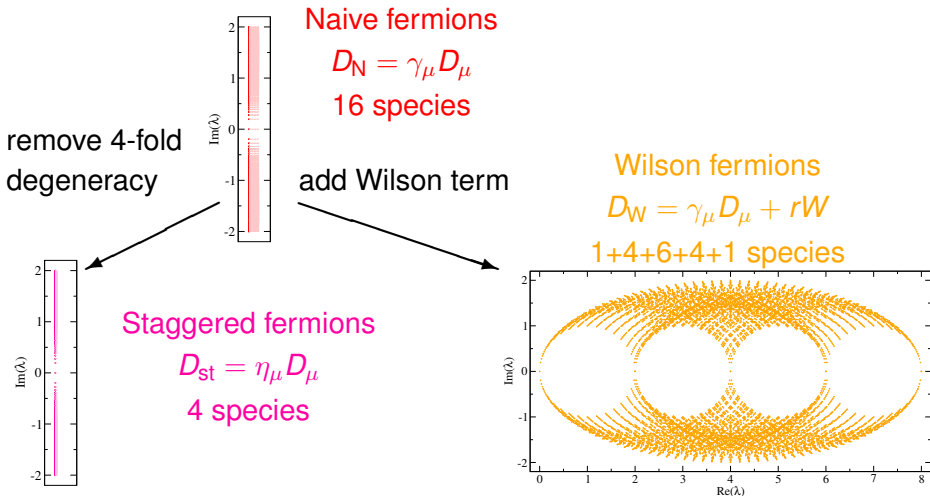 Naive fermions
D_N = γ_μ D_μ
16 species
2
1
0
-1
-2
Im(λ)
remove 4-fold
degeneracy
add Wilson term
Wilson fermions
D_W = γ_μ D_μ + rW
1+4+6+4+1 species
Staggered fermions
D_st = η_μ D_μ
4 species
2
1
0
-1
-2
Im(λ)
2
1
0
-1
-2
Im(λ)
0 1 2 3 4 5 6 7 8
Re(λ)